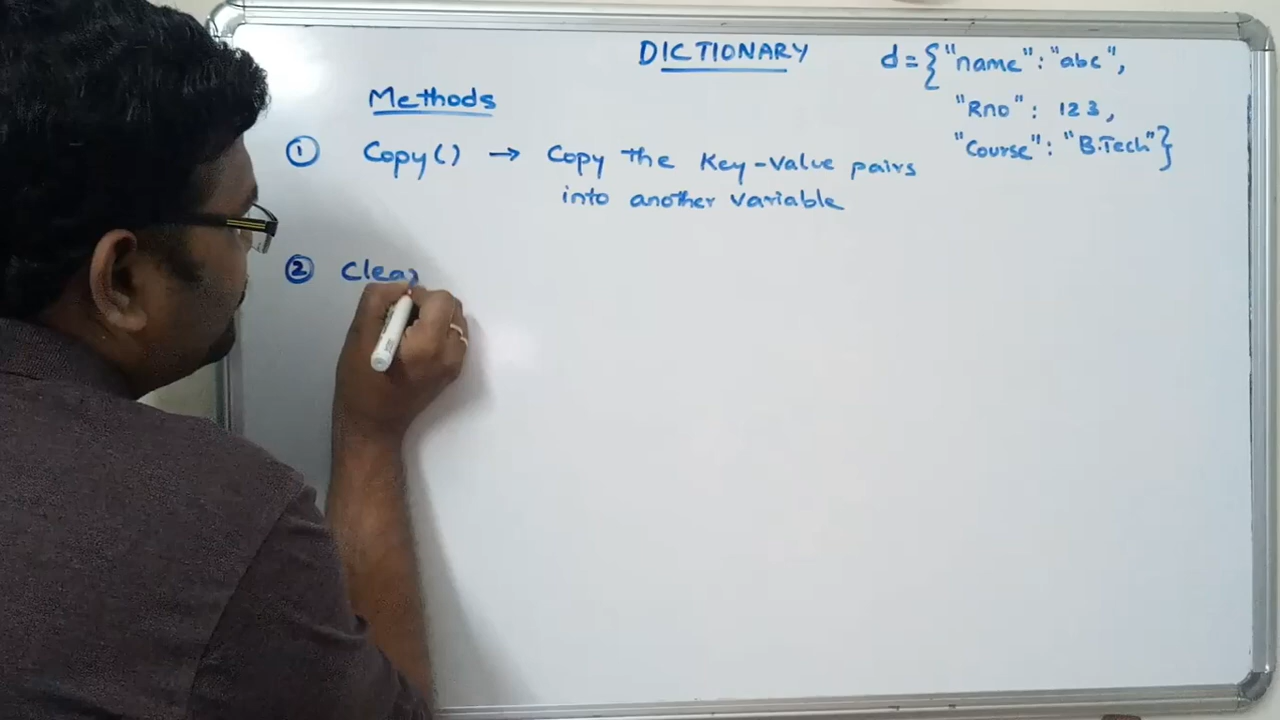 DICTIONARY
d = {"name": "abc",
"Rno": 123,
"Course": "B.Tech"}
Methods
① Copy() → Copy the Key-Value pairs
into another variable
② Clear